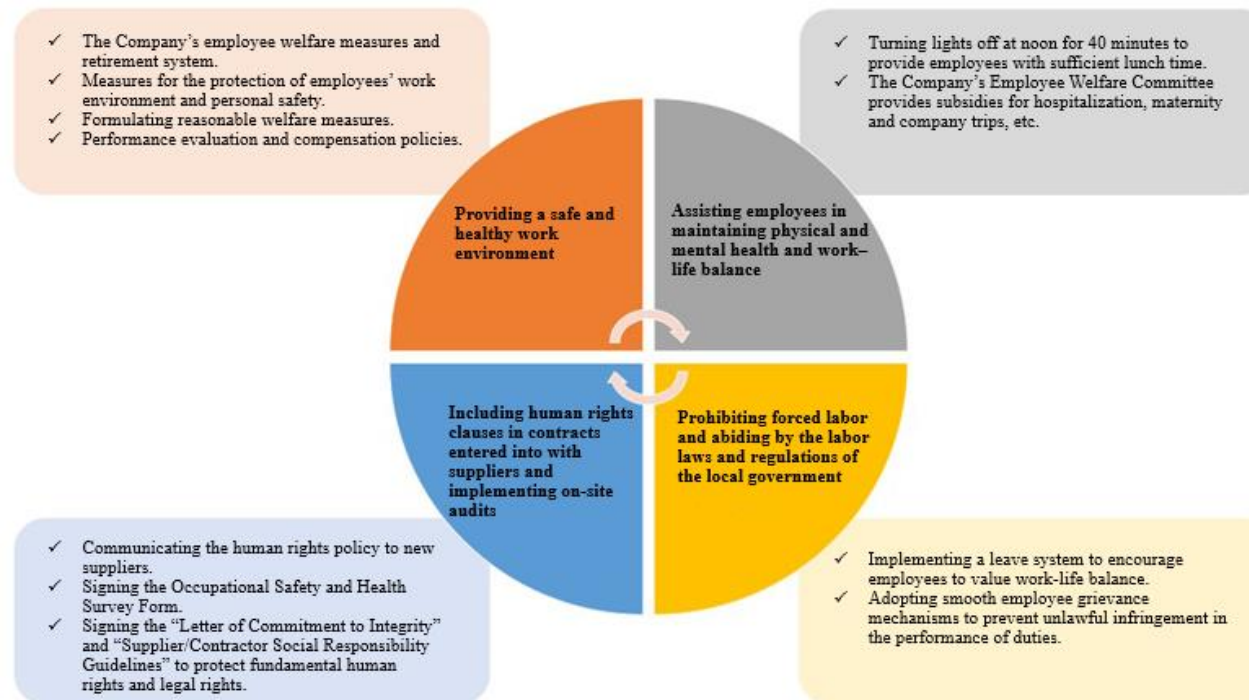 ✓ The Company’s employee welfare measures and
retirement system.
✓ Measures for the protection of employees’ work
environment and personal safety.
✓ Formulating reasonable welfare measures.
✓ Performance evaluation and compensation policies.
✓ Turning lights off at noon for 40 minutes to
provide employees with sufficient lunch time.
✓ The Company’s Employee Welfare Committee
provides subsidies for hospitalization, maternity
and company trips, etc.
Providing a safe and
healthy work
environment
Assisting employees in
maintaining physical and
mental health and work–
life balance
Including human rights
clauses in contracts
entered into with
suppliers and
implementing on-site
audits
Prohibiting forced labor
and abiding by the labor
laws and regulations of
the local government
✓ Communicating the human rights policy to new
suppliers.
✓ Signing the Occupational Safety and Health
Survey Form.
✓ Signing the “Letter of Commitment to Integrity”
and “Supplier/Contractor Social Responsibility
Guidelines” to protect fundamental human
rights and legal rights.
✓ Implementing a leave system to encourage
employees to value work-life balance.
✓ Adopting smooth employee grievance
mechanisms to prevent unlawful infringement in
the performance of duties.